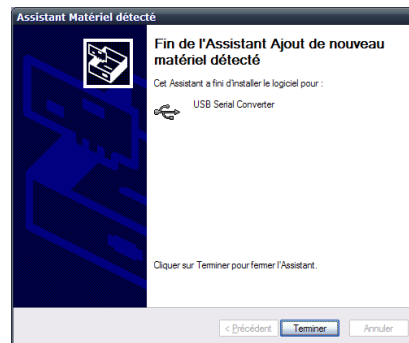 Assistant Matériel détecté
Fin de l'Assistant Ajout de nouveau
matériel détecté
Cet Assistant a fini d'installer le logiciel pour :
USB Serial Converter
Cliquer sur Terminer pour fermer l'Assistant.
< Précédent Terminer Annuler